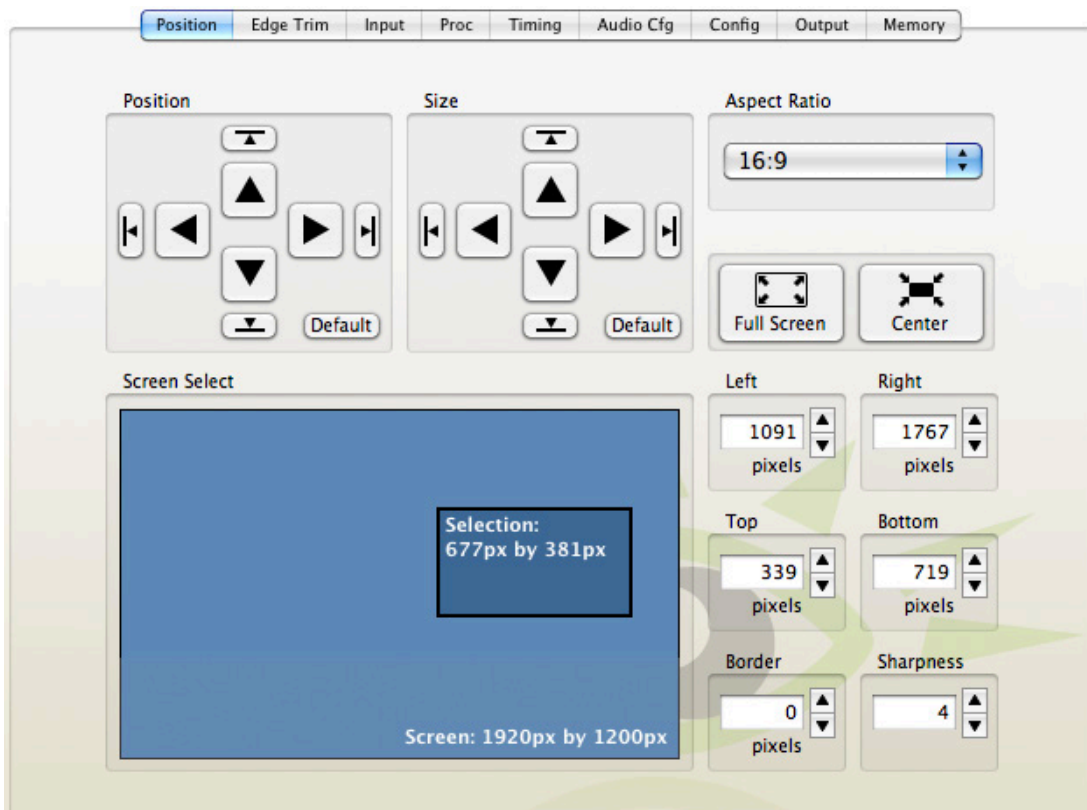 Position Edge Trim Input Proc Timing Audio Cfg Config Output Memory
Position
Default
Size
Default
Aspect Ratio
16:9
Full Screen
Center
Screen Select
Selection:
677px by 381px
Screen: 1920px by 1200px
Left
1091
pixels
Right
1767
pixels
Top
339
pixels
Bottom
719
pixels
Border
0
pixels
Sharpness
4